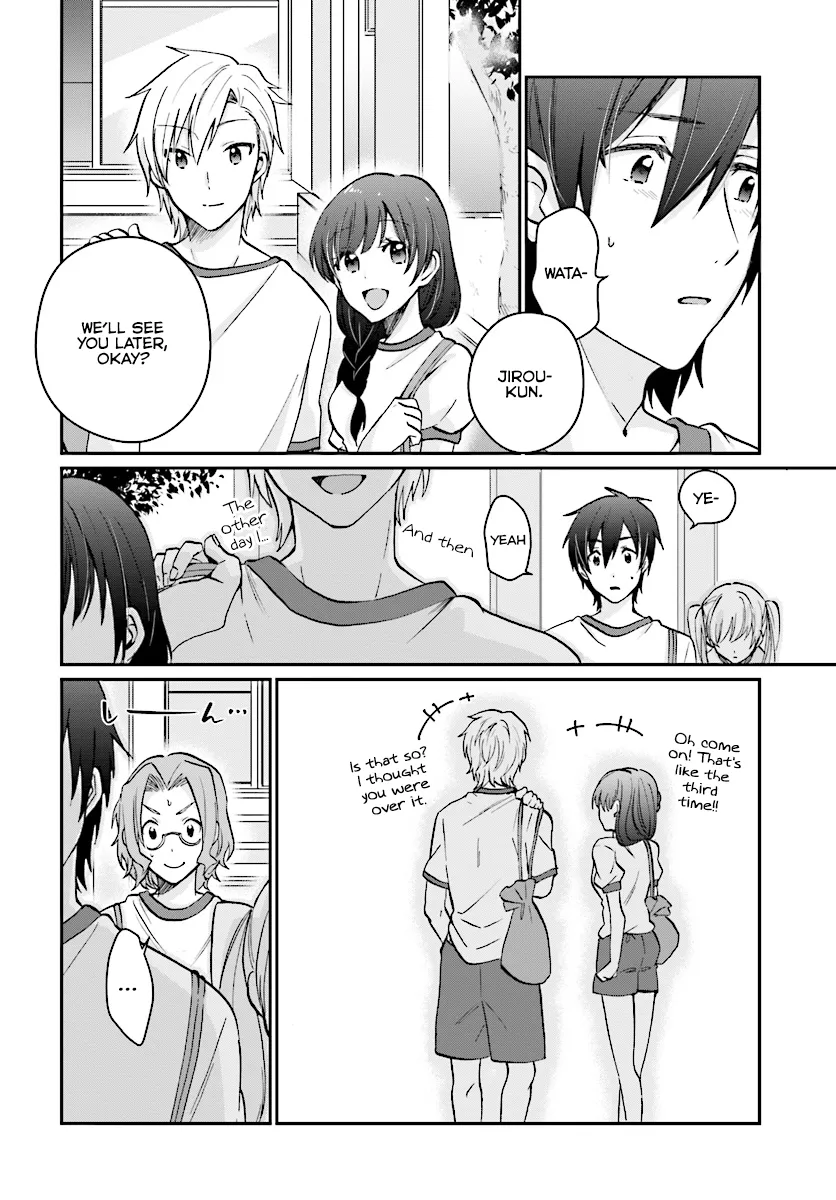 WATA-
JIROU-
KUN.
WE'LL SEE
YOU LATER,
OKAY?
YE-
YEAH
And then
The
other
day I...
Oh come
on! That's
like the
third
time!!
Is that so?
I thought
you were
over it.
しーーん…
...